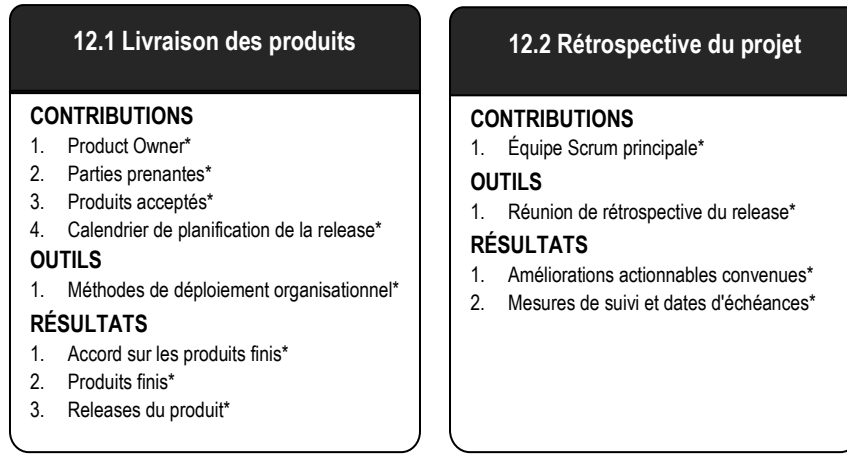 12.1 Livraison des produits
CONTRIBUTIONS
1. Product Owner*
2. Parties prenantes*
3. Produits acceptés*
4. Calendrier de planification de la release*
OUTILS
1. Méthodes de déploiement organisationnel*
RÉSULTATS
1. Accord sur les produits finis*
2. Produits finis*
3. Releases du produit*
12.2 Rétrospective du projet
CONTRIBUTIONS
1. Équipe Scrum principale*
OUTILS
1. Réunion de rétrospective du release*
RÉSULTATS
1. Améliorations actionnables convenues*
2. Mesures de suivi et dates d'échéances*